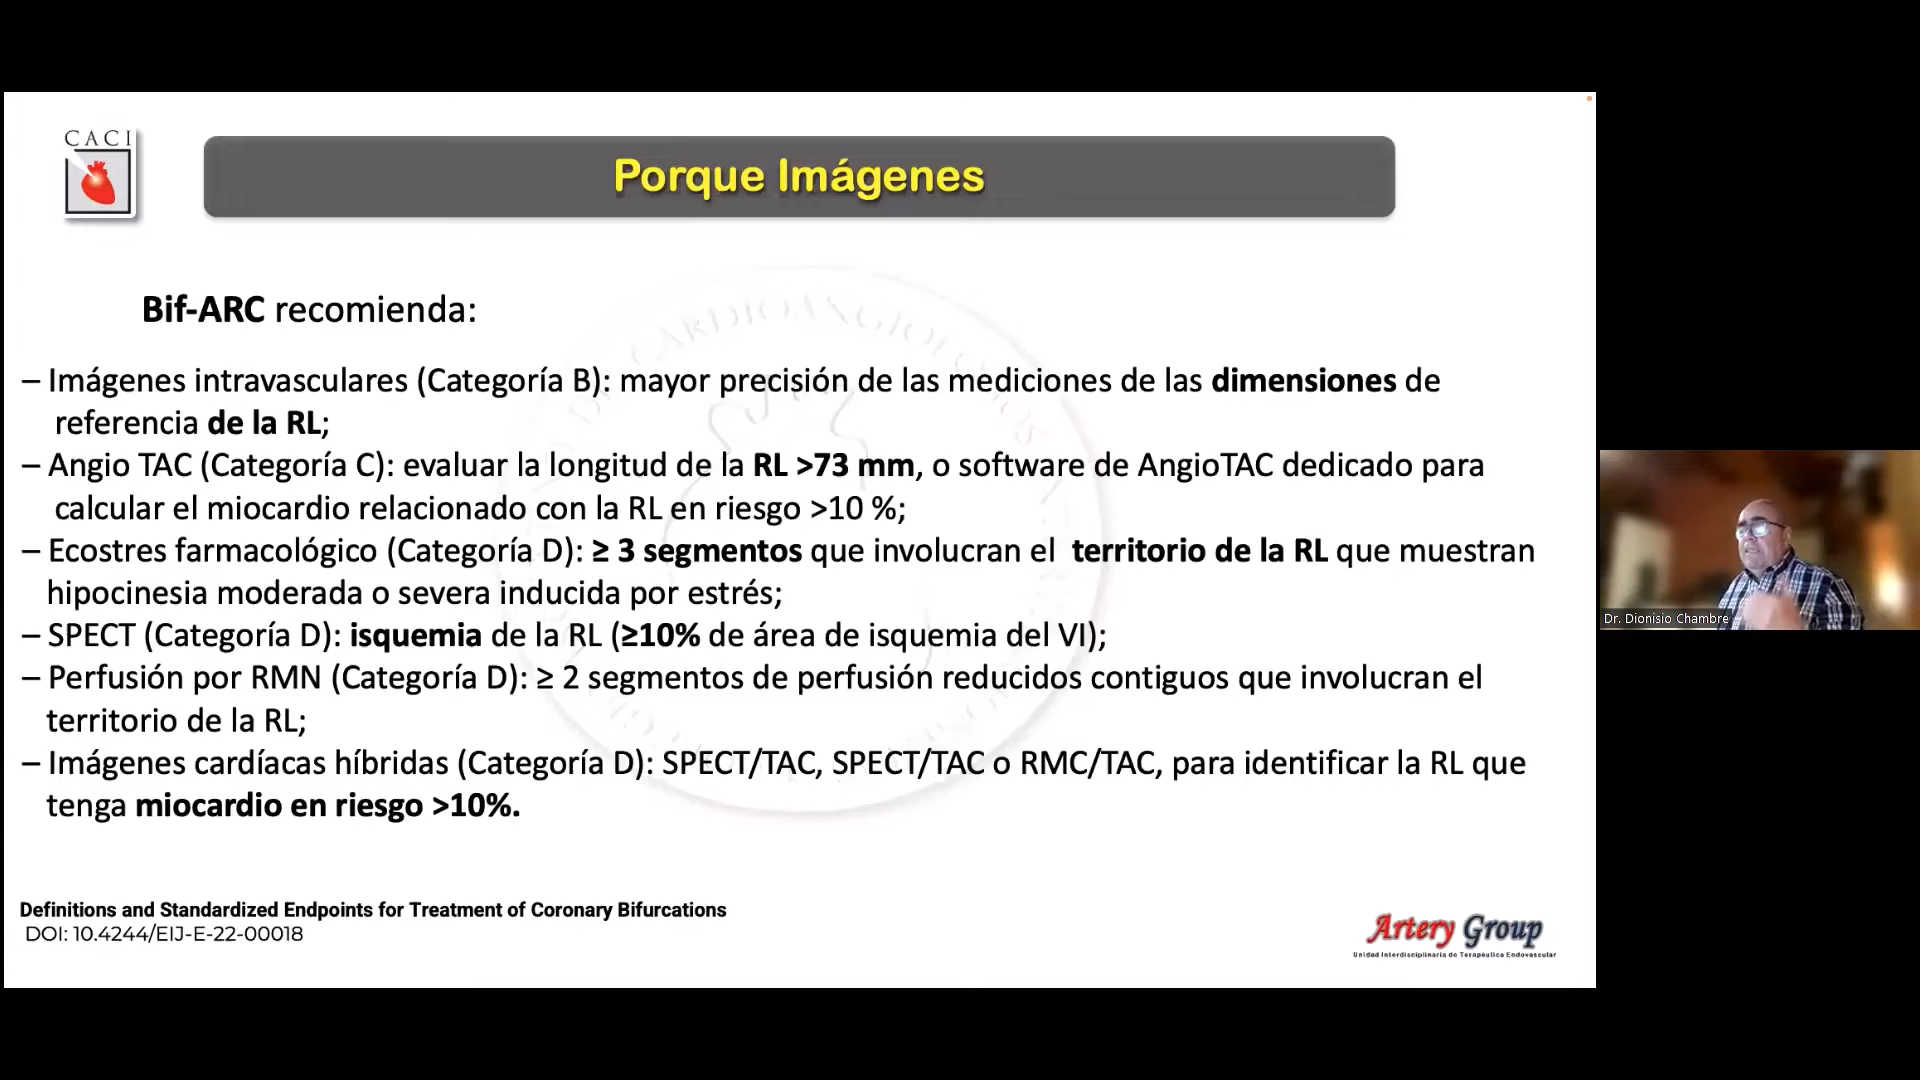 CACI
Porque Imágenes
Bif-ARC recomienda:
– Imágenes intravasculares (Categoría B): mayor precisión de las mediciones de las dimensiones de
referencia de la RL;
– Angio TAC (Categoría C): evaluar la longitud de la RL >73 mm, o software de AngioTAC dedicado para
calcular el miocardio relacionado con la RL en riesgo >10 %;
– Ecostres farmacológico (Categoría D): ≥ 3 segmentos que involucran el territorio de la RL que muestran
hipocinesia moderada o severa inducida por estrés;
– SPECT (Categoría D): isquemia de la RL (≥10% de área de isquemia del VI);
– Perfusión por RMN (Categoría D): ≥ 2 segmentos de perfusión reducidos contiguos que involucran el
territorio de la RL;
– Imágenes cardíacas híbridas (Categoría D): SPECT/TAC, SPECT/TAC o RMC/TAC, para identificar la RL que
tenga miocardio en riesgo >10%.
Definitions and Standardized Endpoints for Treatment of Coronary Bifurcations
DOI: 10.4244/EIJ-E-22-00018
Artery Group
Unidad Interdisciplinaria de Terapéutica Endovascular
Dr. Dionisio Chambre